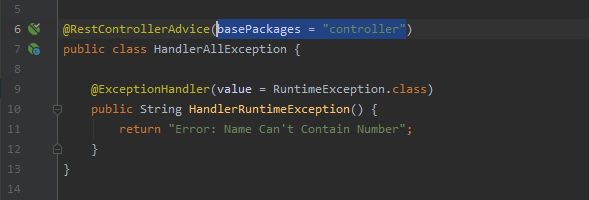 5
6 @RestControllerAdvice(basePackages = "controller")
7 public class HandlerAllException {
8
9 @ExceptionHandler(value = RuntimeException.class)
10 public String HandlerRuntimeException() {
11 return "Error: Name Can't Contain Number";
12 }
13 }
14